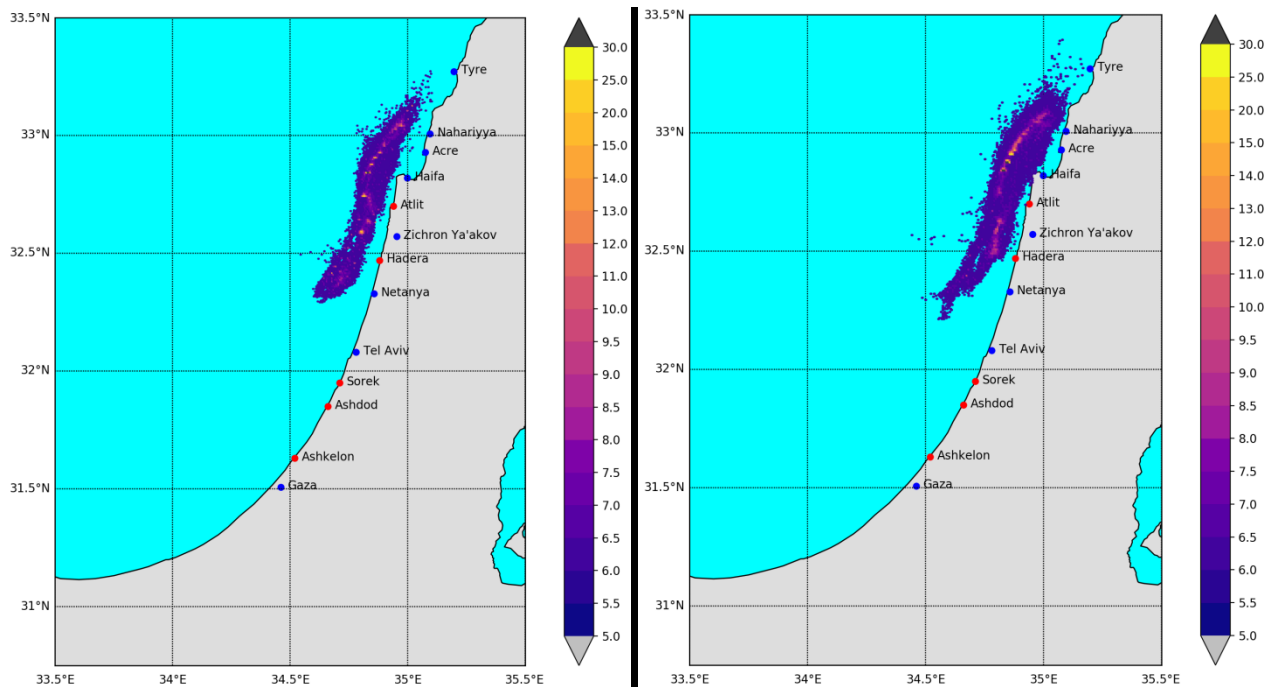 33.5°N
33°N
32.5°N
32°N
31.5°N
31°N
33.5°E
34°E
34.5°E
35°E
35.5°E
Tyre
Nahariyya
Acre
Haifa
Atlit
Zichron Ya'akov
Hadera
Netanya
Tel Aviv
Sorek
Ashdod
Ashkelon
Gaza
30.0
25.0
20.0
15.0
14.0
13.0
12.0
11.0
10.0
9.5
9.0
8.5
8.0
7.5
7.0
6.5
6.0
5.5
5.0
33.5°N
33°N
32.5°N
32°N
31.5°N
31°N
33.5°E
34°E
34.5°E
35°E
35.5°E
Tyre
Nahariyya
Acre
Haifa
Atlit
Zichron Ya'akov
Hadera
Netanya
Tel Aviv
Sorek
Ashdod
Ashkelon
Gaza
30.0
25.0
20.0
15.0
14.0
13.0
12.0
11.0
10.0
9.5
9.0
8.5
8.0
7.5
7.0
6.5
6.0
5.5
5.0